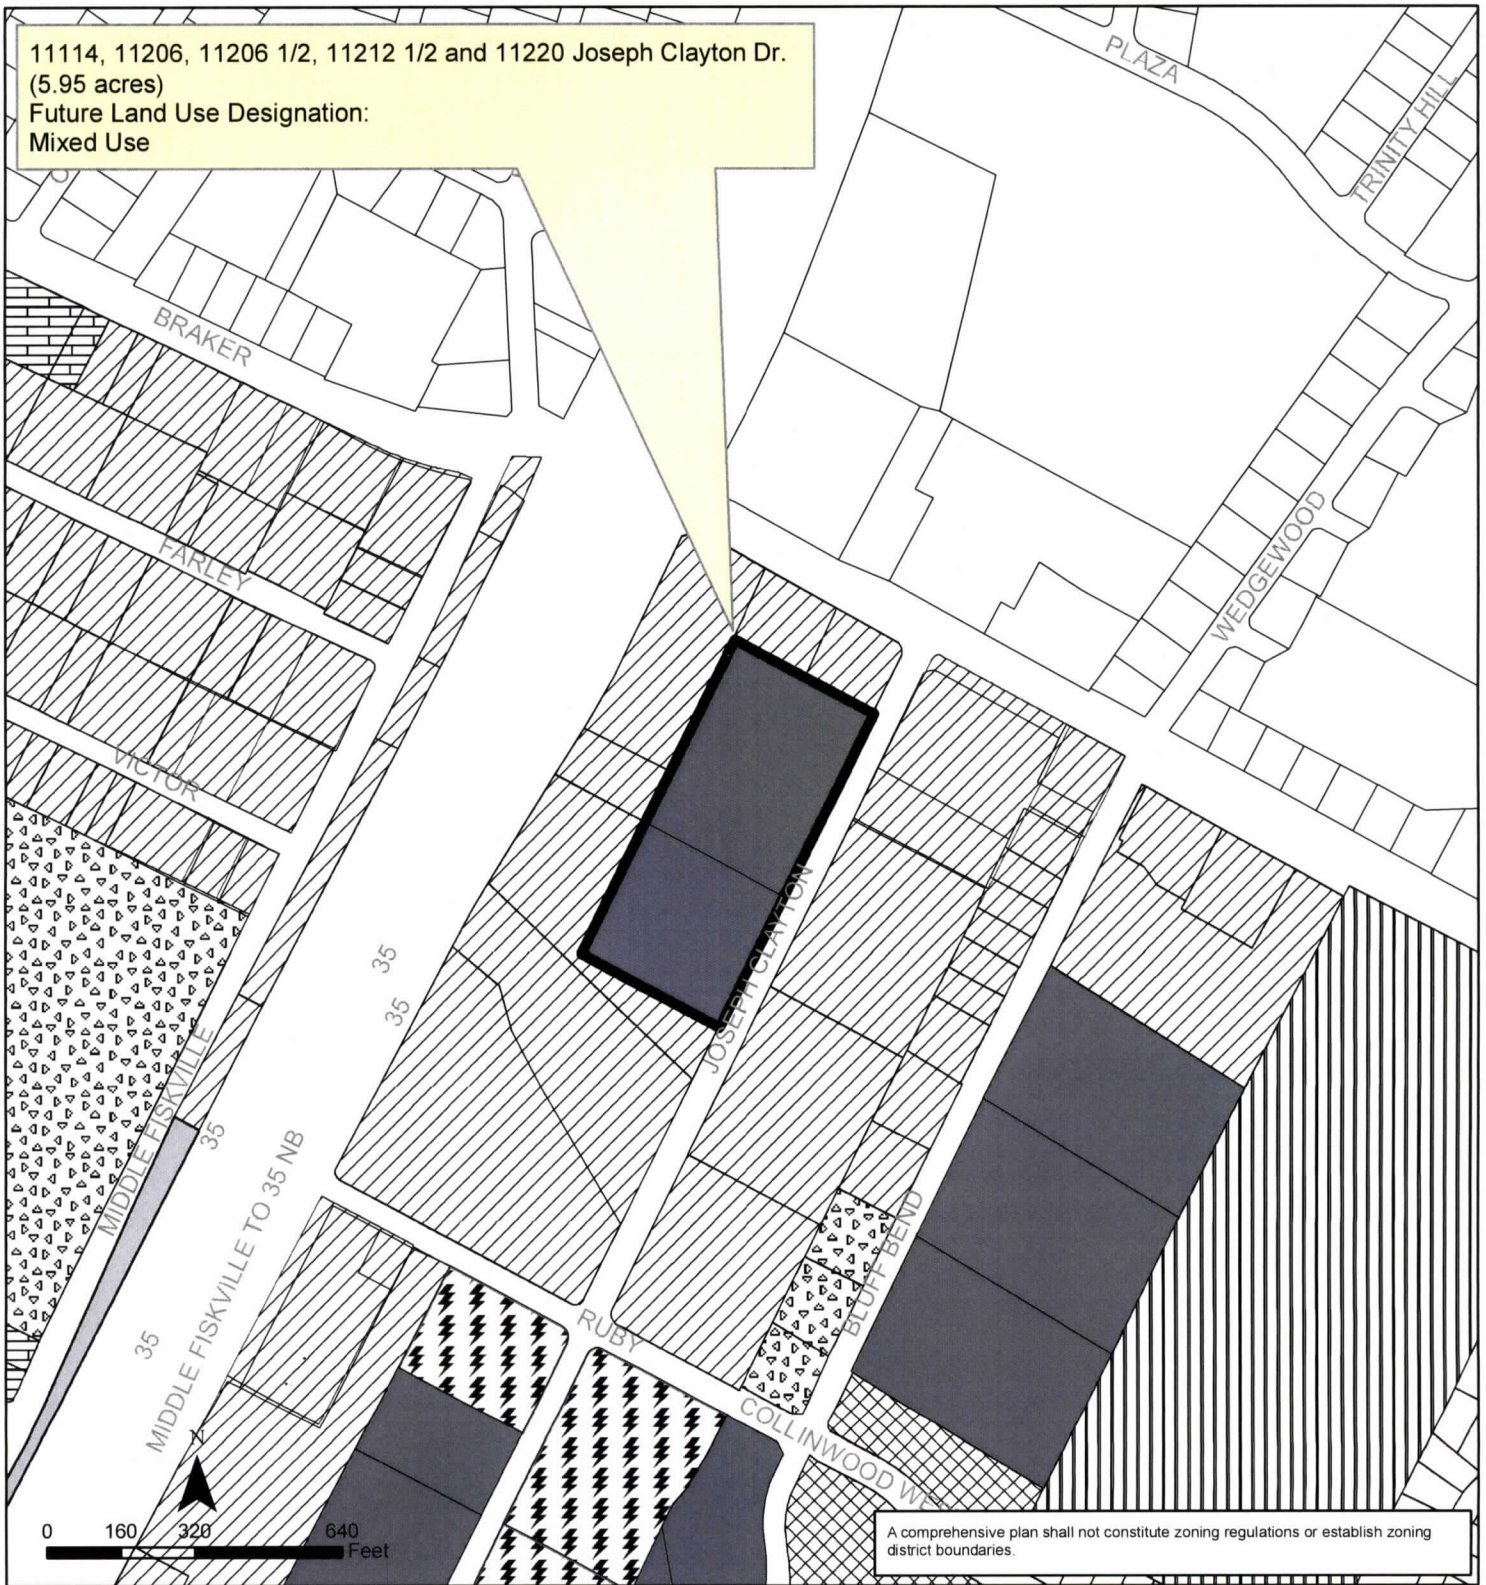 11114, 11206, 11206 1/2, 11212 1/2 and 11220 Joseph Clayton Dr.
(5.95 acres)
Future Land Use Designation:
Mixed Use
PLAZA
TRINITY HILL
BRAKER
WEDGEWOOD
FARLEY
VICTOR
JOSEPH CLAYTON
35
35
MIDDLE FISKVILLE
35
MIDDLE FISKVILLE TO 35 NB
BLUFF BEND
35
RUBY
COLLINWOOD
N
0 160 320 640
Feet
A comprehensive plan shall not constitute zoning regulations or establish zoning
district boundaries.